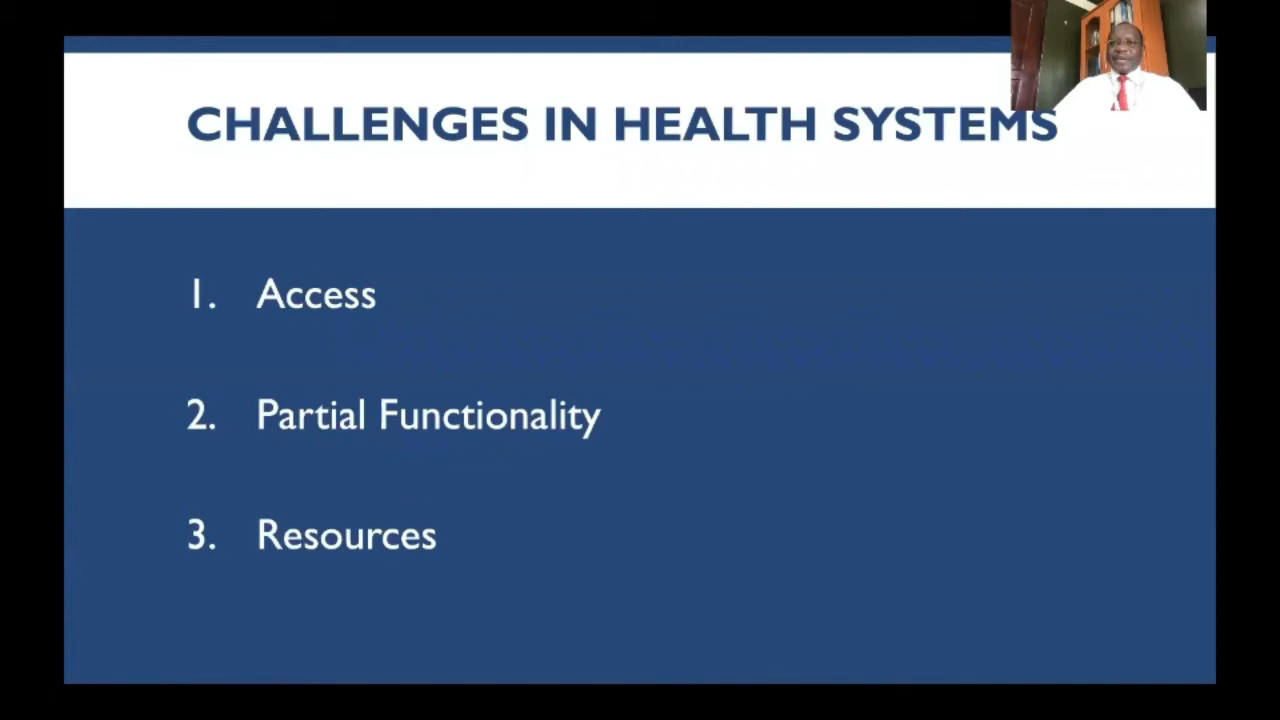 CHALLENGES IN HEALTH SYSTEMS
1. Access
2. Partial Functionality
3. Resources